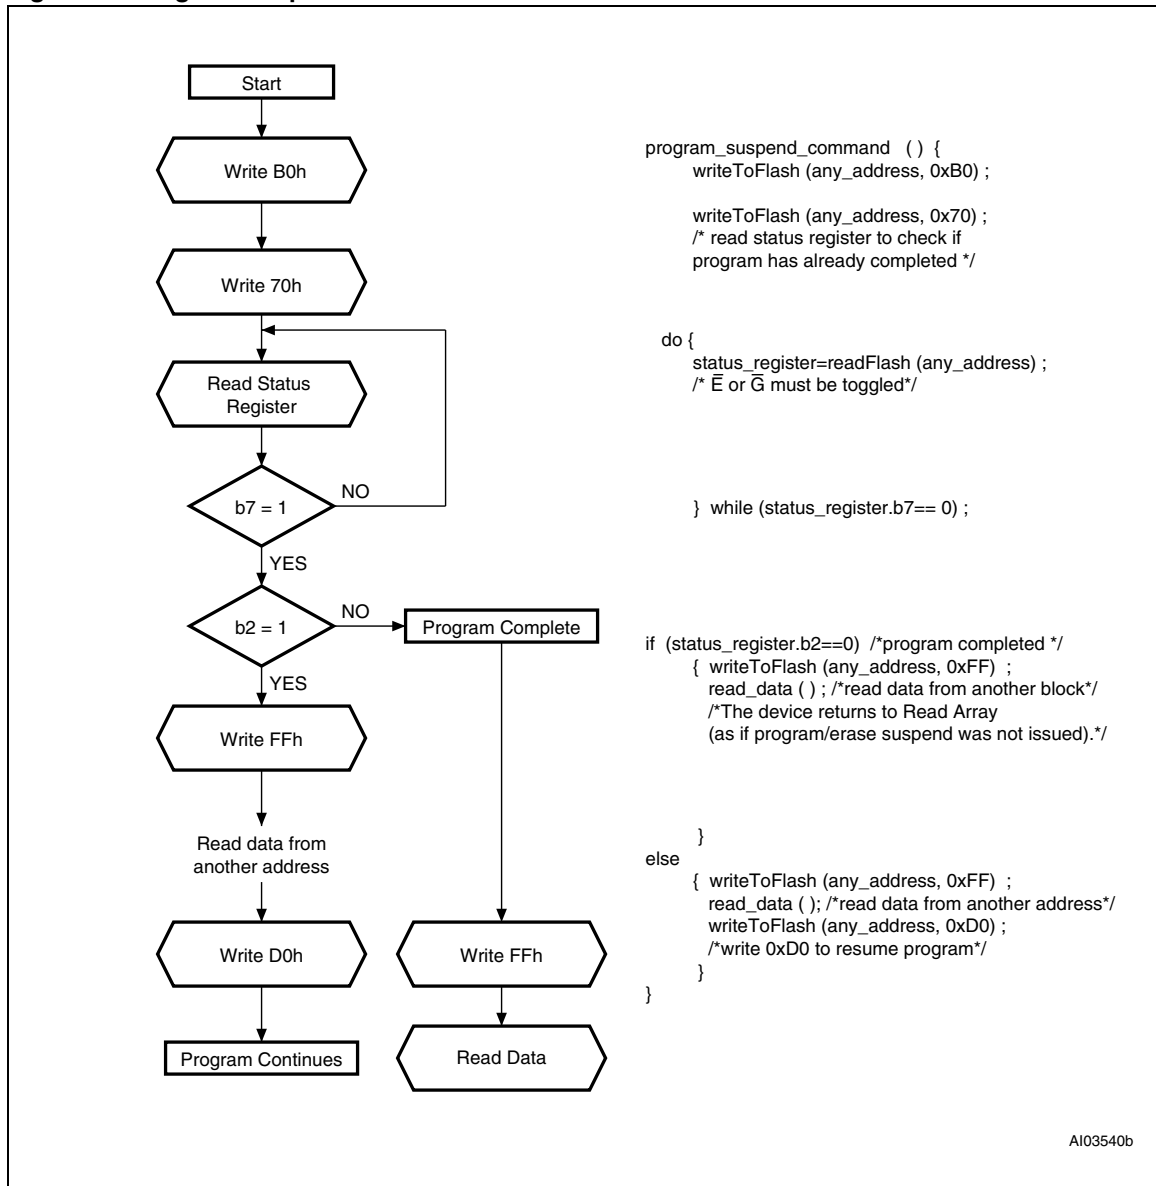 Start
Write B0h
Write 70h
Read Status
Register
b7 = 1
NO
YES
b2 = 1
NO
Program Complete
YES
Write FFh
Read data from
another address
Write D0h
Write FFh
Program Continues
Read Data
program_suspend_command ( ) {
writeToFlash (any_address, 0xB0) ;
writeToFlash (any_address, 0x70) ;
/* read status register to check if
program has already completed */
do {
status_register=readFlash (any_address) ;
/* E̅ or G̅ must be toggled*/
} while (status_register.b7== 0) ;
if (status_register.b2==0) /*program completed */
{ writeToFlash (any_address, 0xFF) ;
read_data ( ) ; /*read data from another block*/
/*The device returns to Read Array
(as if program/erase suspend was not issued).*/
}
else
{ writeToFlash (any_address, 0xFF) ;
read_data ( ); /*read data from another address*/
writeToFlash (any_address, 0xD0) ;
/*write 0xD0 to resume program*/
}
}
AI03540b